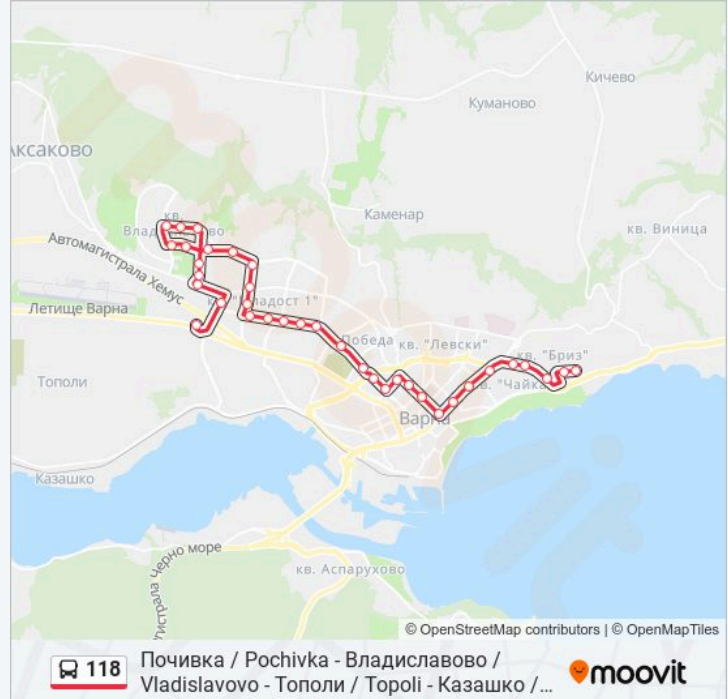 Кичево
Куманово
Аксаково
Каменар
кв.
Владиславово
кв. Виница
Автомагистрала Хемус
Летище Варна
кв. "Младост 1"
Победа
кв. "Левски"
кв. "Бриз"
Тополи
кв. "Чайка"
Варна
Казашко
Черно море
кв. Аспарухово
© OpenStreetMap contributors | © OpenMapTiles
118
Почивка / Pochivka - Владиславово /
Vladislavovo - Тополи / Topoli - Казашко /...
moovit